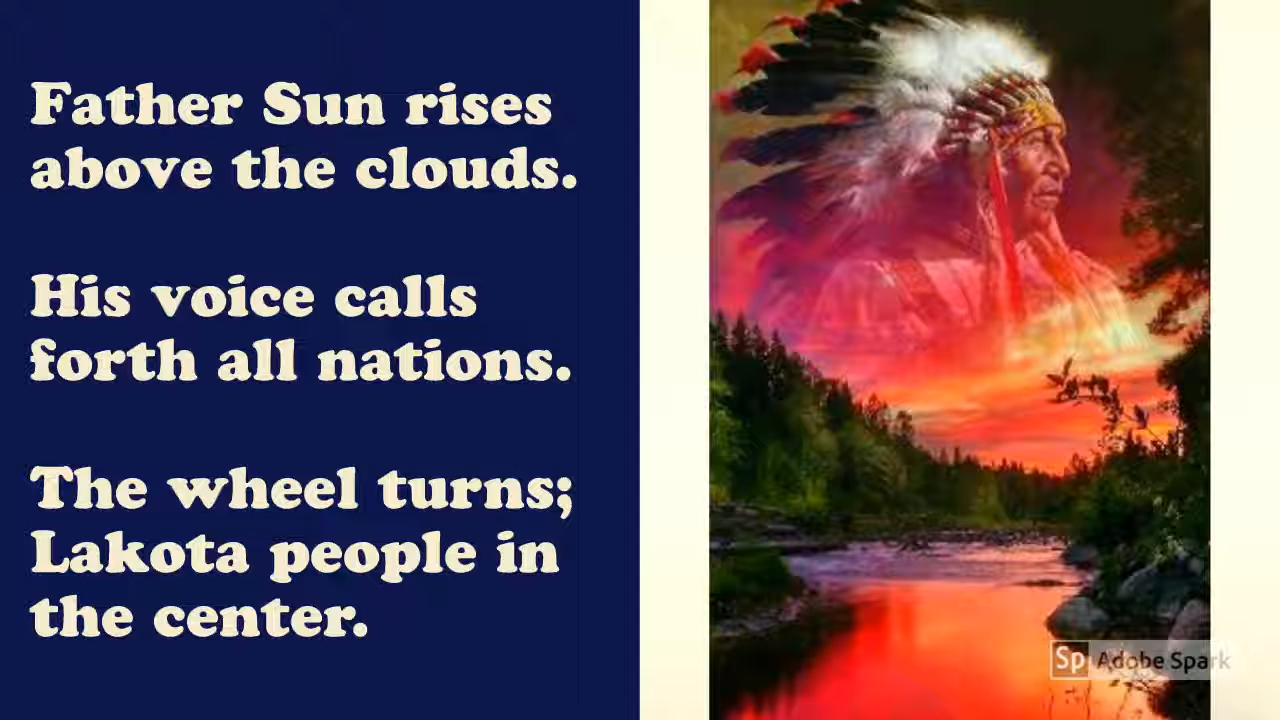 Father Sun rises
above the clouds.
His voice calls
forth all nations.
The wheel turns;
Lakota people in
the center.
Sp Adobe Spark